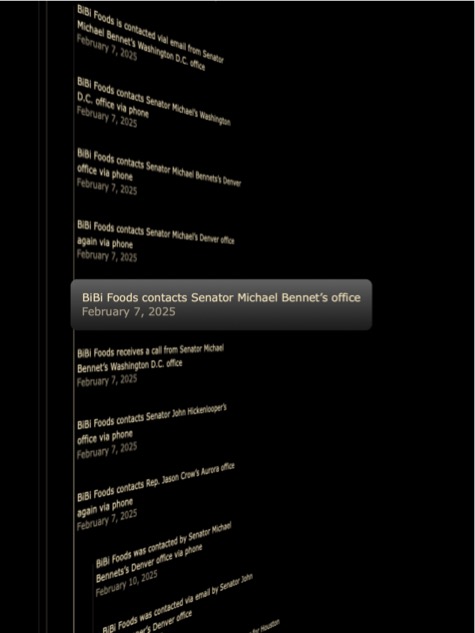 BiBi Foods is contacted vial email from Senator
Michael Bennet's Washington D.C. office
February 7, 2025
BiBi Foods contacts Senator Michael's Washington
D.C. office via phone
February 7, 2025
BiBi Foods contacts Senator Michael Bennets's Denver
office via phone
February 7, 2025
BiBi Foods contacts Senator Michael's Denver office
again via phone
February 7, 2025
BiBi Foods contacts Senator Michael Bennet's office
February 7, 2025
BiBi Foods receives a call from Senator Michael
Bennet's Washington D.C. office
February 7, 2025
BiBi Foods contacts Senator John Hickenlooper's
office via phone
February 7, 2025
BiBi Foods contacts Rep. Jason Crow's Aurora office
again via phone
February 7, 2025
BiBi Foods was contacted by Senator Michael
Bennets's Denver office via phone
February 10, 2025
BiBi Foods was contacted via email by Senator John
Denver office
for Houston